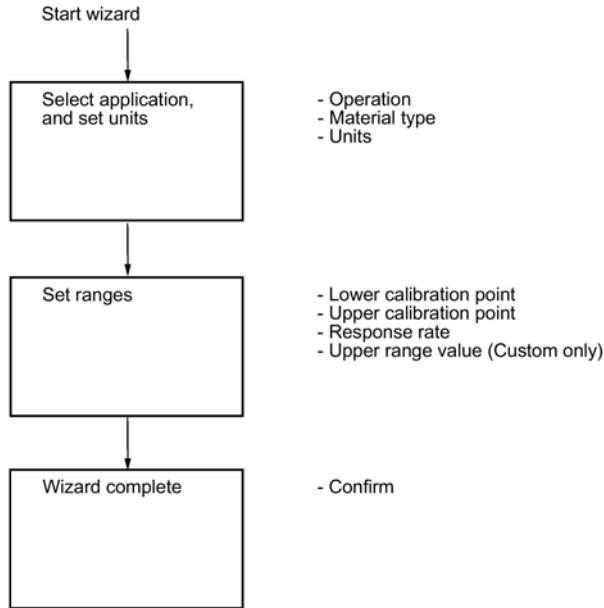 Start wizard
Select application,
and set units
- Operation
- Material type
- Units
Set ranges
- Lower calibration point
- Upper calibration point
- Response rate
- Upper range value (Custom only)
Wizard complete
- Confirm